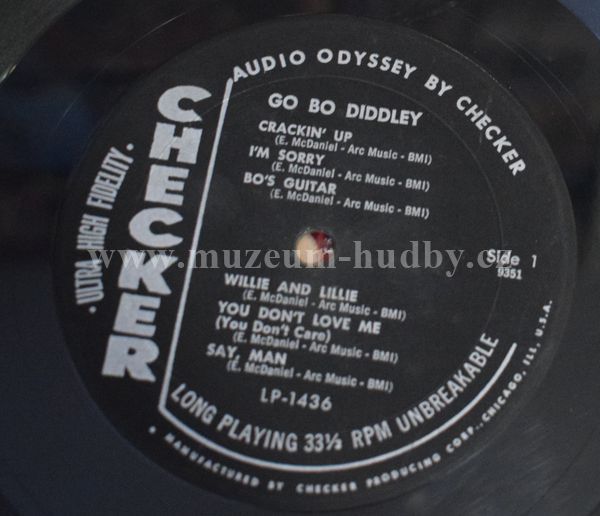 AUDIO ODYSSEY BY CHECKER
CHECKER
• ULTRA HIGH FIDELITY •
GO BO DIDDLEY
CRACKIN' UP
(E. McDaniel - Arc Music - BMI)
I'M SORRY
(E. McDaniel - Arc Music - BMI)
BO'S GUITAR
(E. McDaniel - Arc Music - BMI)
www.muzeum-hudby.cz
Side 1
9351
WILLIE AND LILLIE
(E. McDaniel - Arc Music - BMI)
YOU DON'T LOVE ME
(You Don't Care)
(E. McDaniel - Arc Music - BMI)
SAY, MAN
(E. McDaniel - Arc Music - BMI)
LP-1436
LONG PLAYING 33⅓ RPM UNBREAKABLE
• MANUFACTURED BY CHECKER PRODUCING CORP., CHICAGO, ILL, U.S.A.